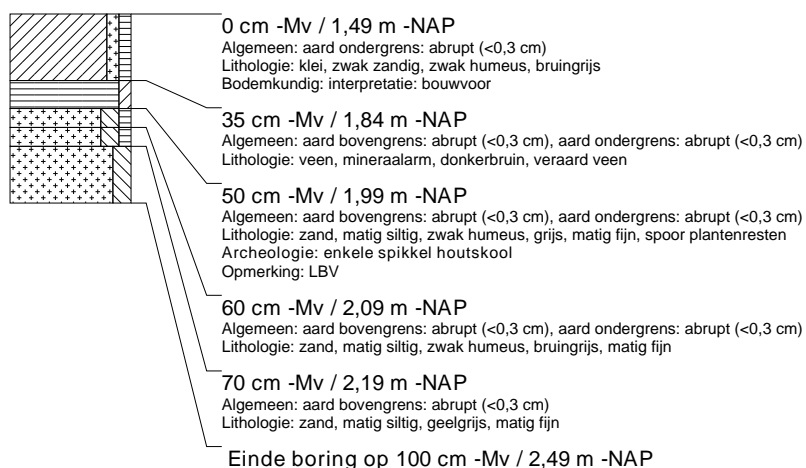 0 cm -Mv / 1,49 m -NAP
Algemeen: aard ondergrens: abrupt (<0,3 cm)
Lithologie: klei, zwak zandig, zwak humeus, bruingrijs
Bodemkundig: interpretatie: bouwvoor
35 cm -Mv / 1,84 m -NAP
Algemeen: aard bovengrens: abrupt (<0,3 cm), aard ondergrens: abrupt (<0,3 cm)
Lithologie: veen, mineraalarm, donkerbruin, veraard veen
50 cm -Mv / 1,99 m -NAP
Algemeen: aard bovengrens: abrupt (<0,3 cm), aard ondergrens: abrupt (<0,3 cm)
Lithologie: zand, matig siltig, zwak humeus, grijs, matig fijn, spoor plantenresten
Archeologie: enkele spikkel houtskool
Opmerking: LBV
60 cm -Mv / 2,09 m -NAP
Algemeen: aard bovengrens: abrupt (<0,3 cm), aard ondergrens: abrupt (<0,3 cm)
Lithologie: zand, matig siltig, zwak humeus, bruingrijs, matig fijn
70 cm -Mv / 2,19 m -NAP
Algemeen: aard bovengrens: abrupt (<0,3 cm)
Lithologie: zand, matig siltig, geelgrijs, matig fijn
Einde boring op 100 cm -Mv / 2,49 m -NAP